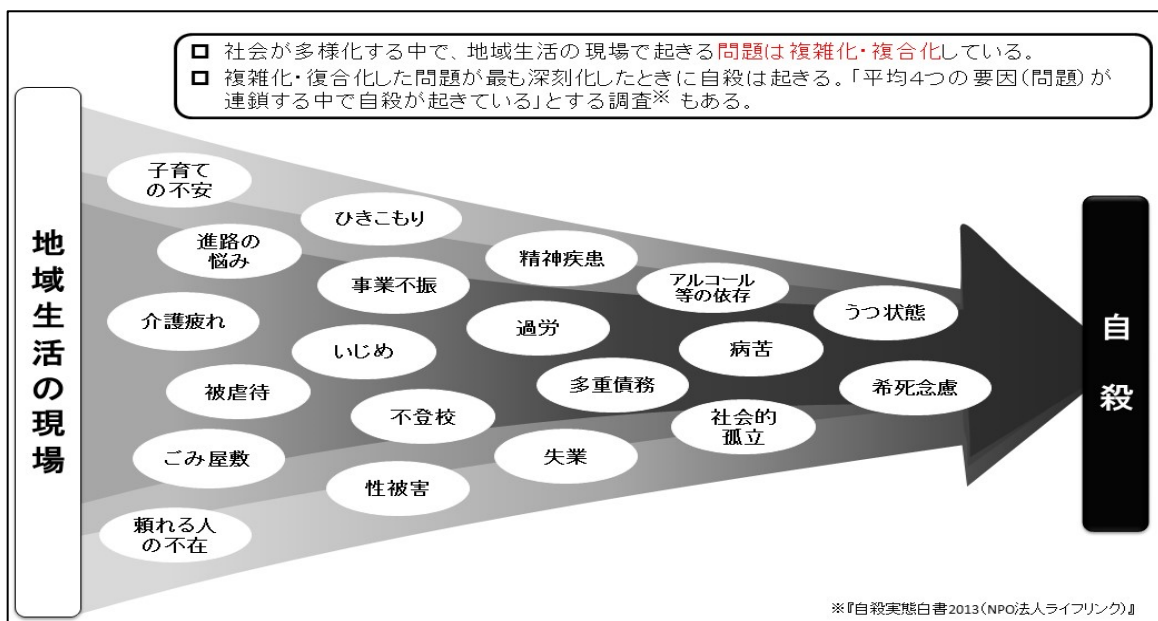 □ 社会が多様化する中で、地域生活の現場で起きる問題は複雑化・複合化している。
□ 複雑化・復合化した問題が最も深刻化したときに自殺は起きる。「平均4つの要因(問題)が
連鎖する中で自殺が起きている」とする調査※ もある。
地域生活の現場
子育て
の不安
進路の
悩み
介護疲れ
被虐待
ごみ屋敷
頼れる人
の不在
ひきこもり
事業不振
いじめ
不登校
性被害
精神疾患
過労
多重債務
失業
アルコール
等の依存
病苦
社会的
孤立
うつ状態
希死念慮
自殺
※『自殺実態白書2013(NPO法人ライフリンク)』